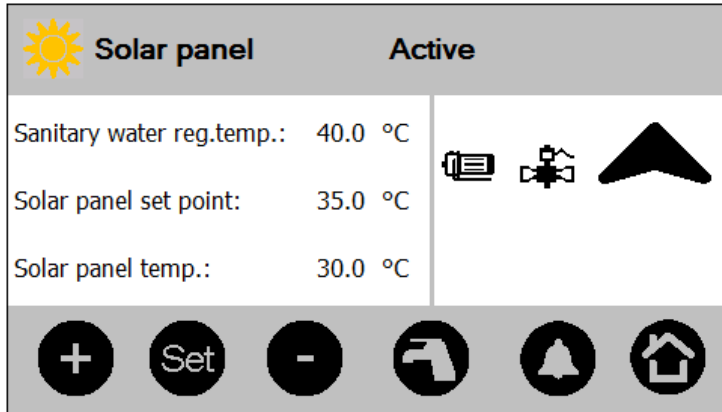 Solar panel Active
Sanitary water reg.temp.: 40.0 °C
Solar panel set point: 35.0 °C
Solar panel temp.: 30.0 °C
+ Set -